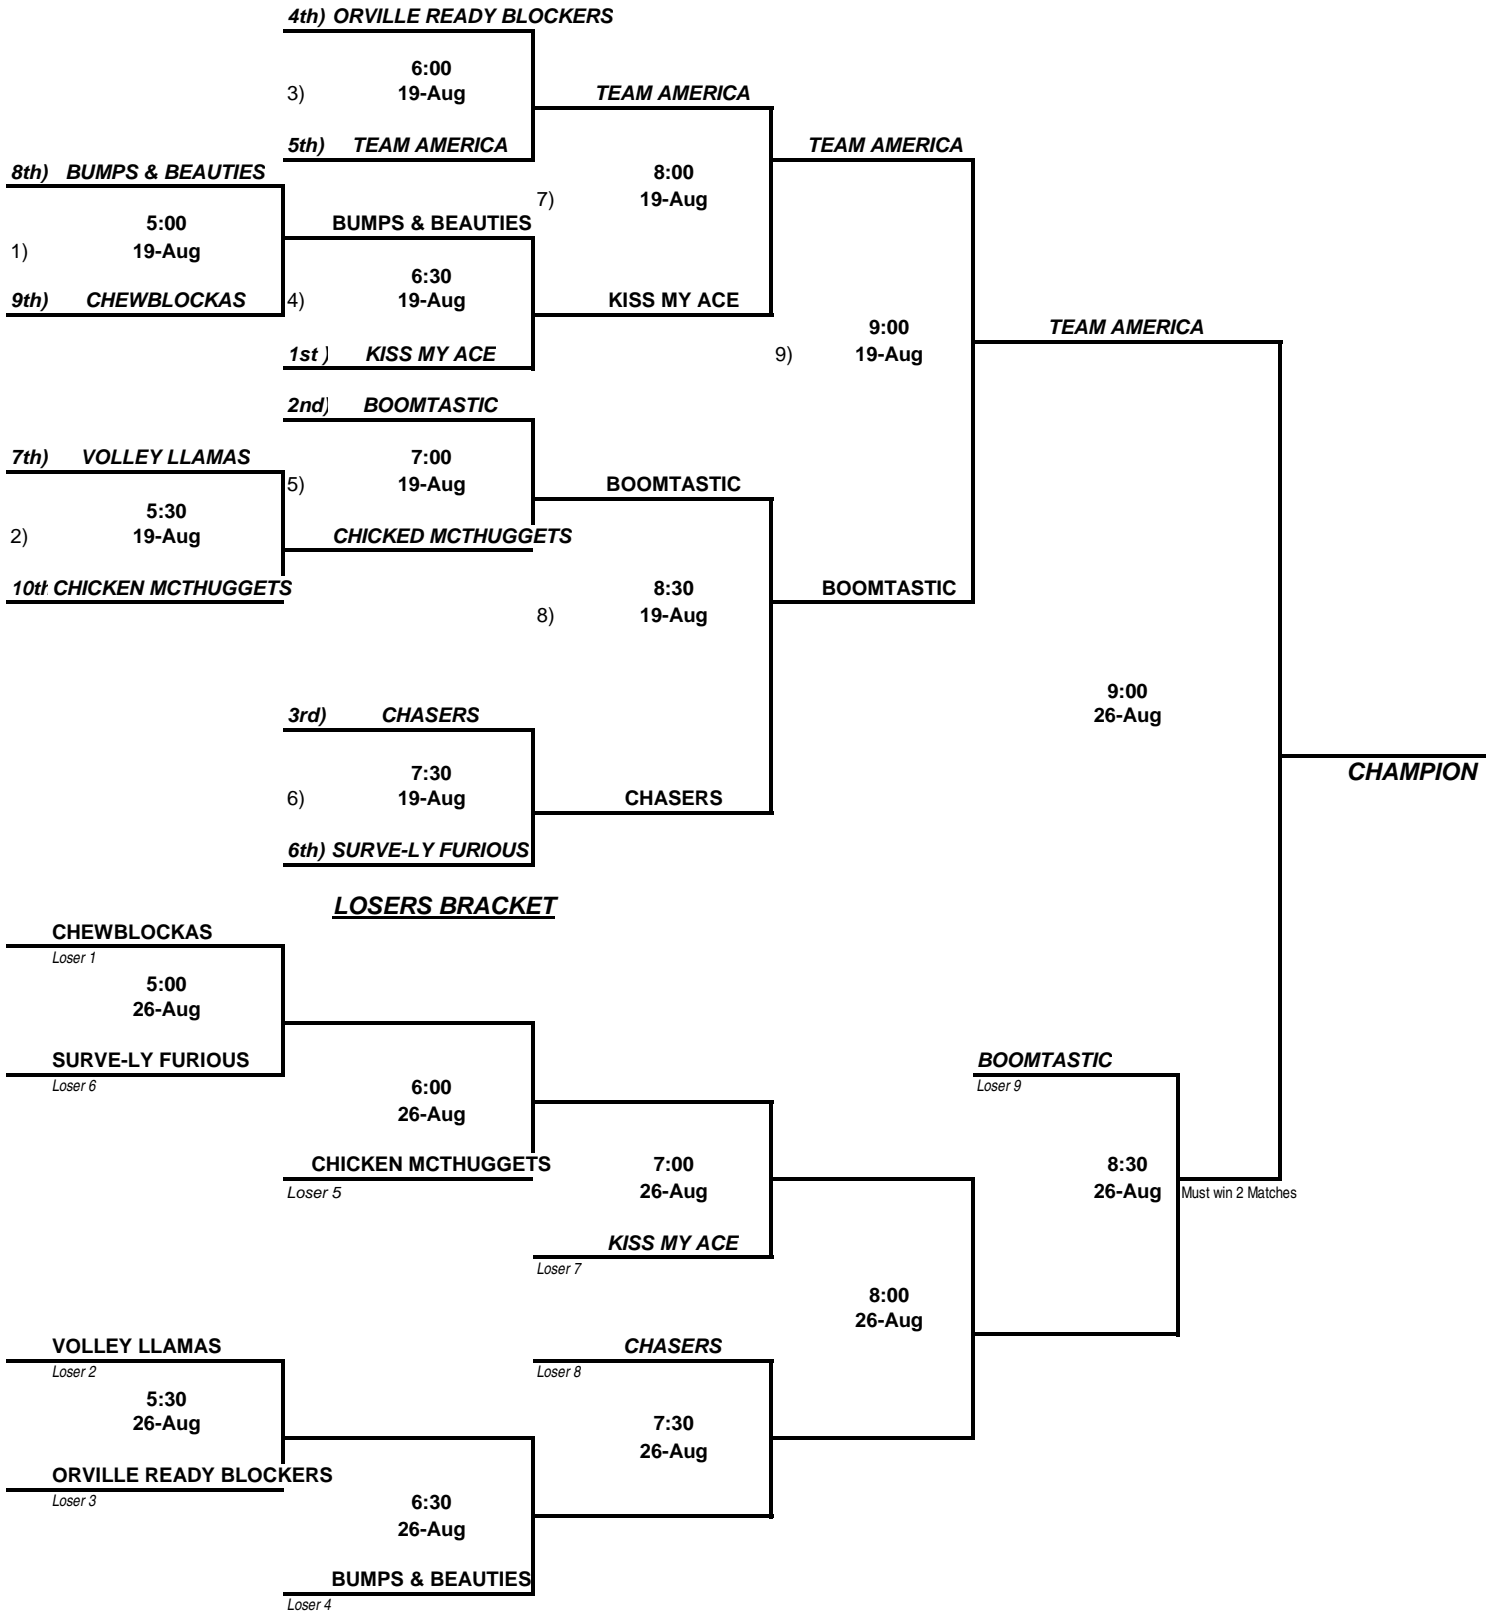 4th) ORVILLE READY BLOCKERS
6:00
3) 19-Aug
TEAM AMERICA
5th) TEAM AMERICA
TEAM AMERICA
8th) BUMPS & BEAUTIES
8:00
7) 19-Aug
5:00
1) 19-Aug
BUMPS & BEAUTIES
9th) CHEWBLOCKAS
6:30
4) 19-Aug
KISS MY ACE
1st ) KISS MY ACE
9:00
9) 19-Aug
TEAM AMERICA
2nd) BOOMTASTIC
7th) VOLLEY LLAMAS
7:00
5) 19-Aug
BOOMTASTIC
5:30
2) 19-Aug
CHICKED MCTHUGGETS
10th CHICKEN MCTHUGGETS
8:30
8) 19-Aug
BOOMTASTIC
9:00
26-Aug
3rd) CHASERS
CHAMPION
7:30
6) 19-Aug
CHASERS
6th) SURVE-LY FURIOUS
LOSERS BRACKET
CHEWBLOCKAS
Loser 1
5:00
26-Aug
SURVE-LY FURIOUS
Loser 6
BOOMTASTIC
Loser 9
6:00
26-Aug
CHICKEN MCTHUGGETS
Loser 5
7:00
26-Aug
8:30
26-Aug
Must win 2 Matches
KISS MY ACE
Loser 7
8:00
26-Aug
VOLLEY LLAMAS
Loser 2
CHASERS
Loser 8
5:30
26-Aug
7:30
26-Aug
ORVILLE READY BLOCKERS
Loser 3
6:30
26-Aug
BUMPS & BEAUTIES
Loser 4